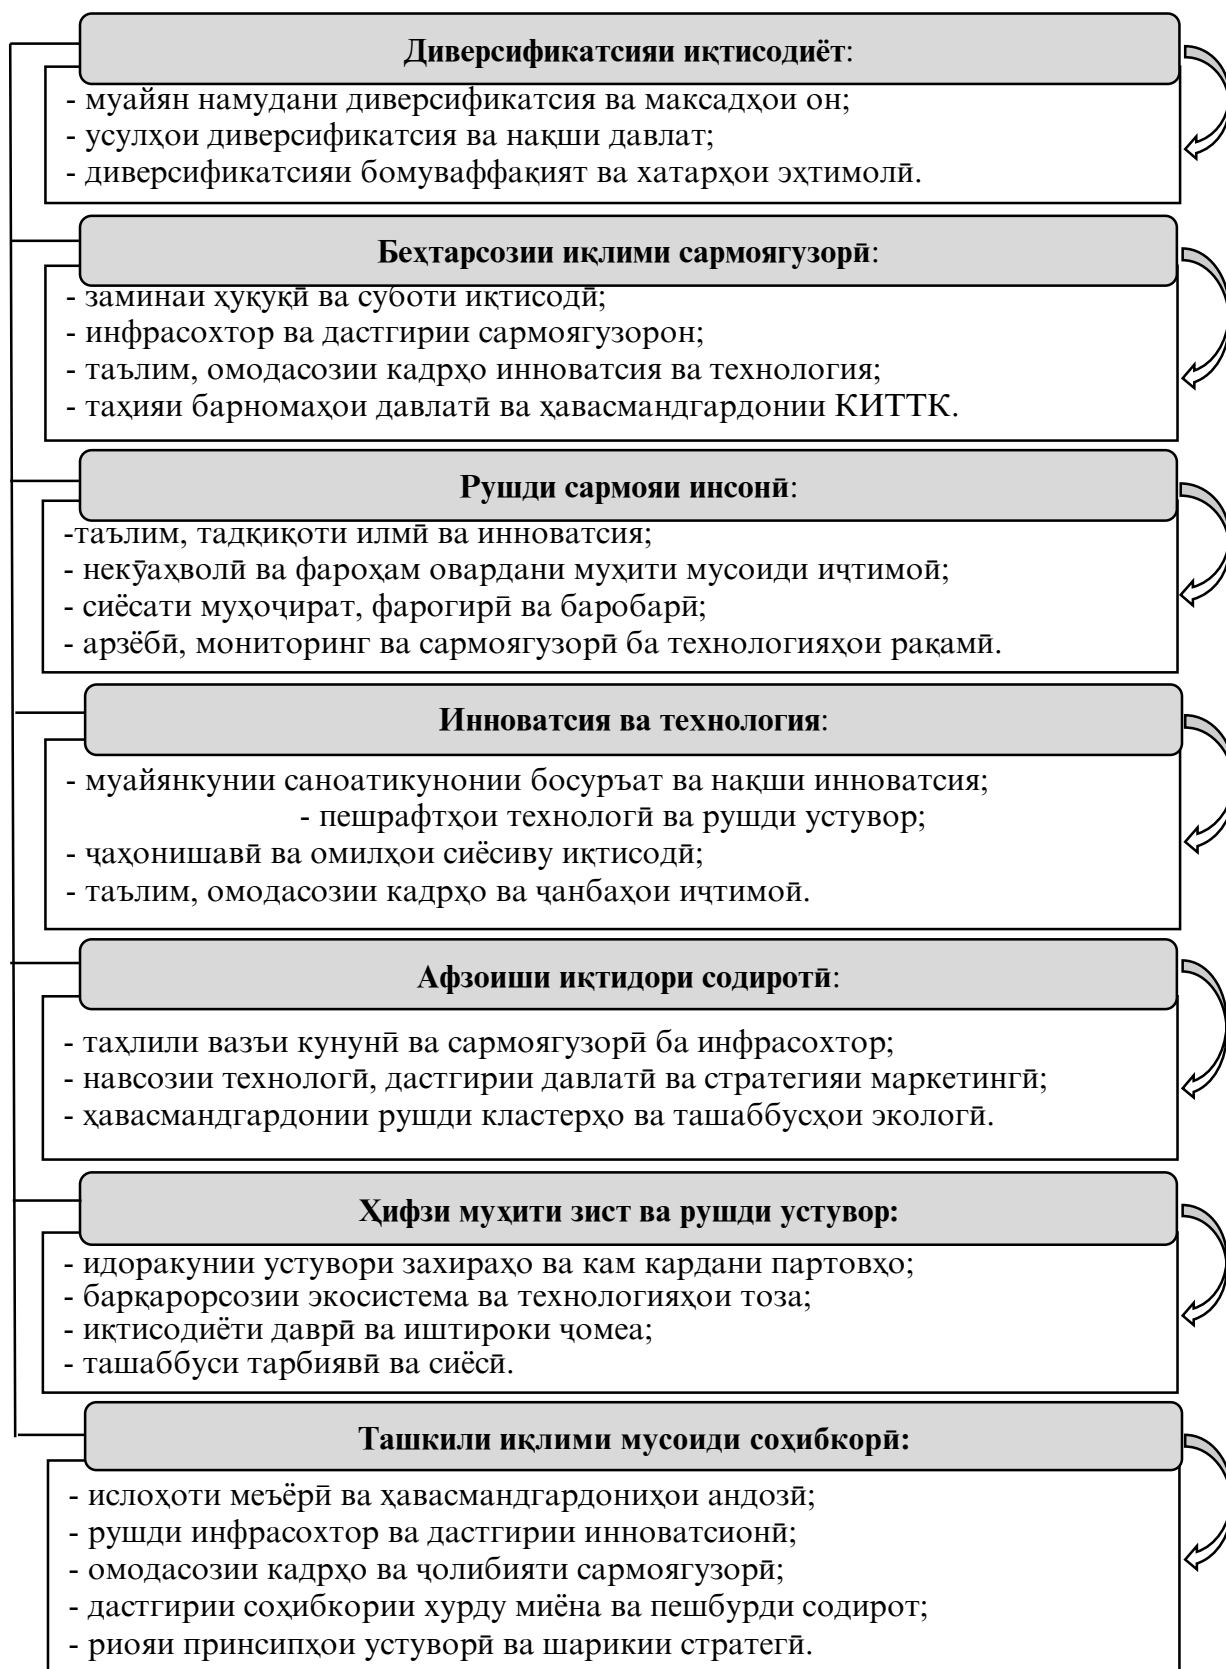 Диверсификатсияи иқтисодиёт:
- муайян намудани диверсификатсия ва максадҳои он;
- усулҳои диверсификатсия ва нақши давлат;
- диверсификатсияи бомуваффақият ва хатарҳои эҳтимолӣ.
Беҳтарсозии иқлими сармоягузорӣ:
- заминаи ҳуқуқӣ ва суботи иқтисодӣ;
- инфрасохтор ва дастгирии сармоягузорон;
- таълим, омодасозии кадрҳо инноватсия ва технология;
- таҳияи барномаҳои давлатӣ ва ҳавасмандгардонии КИТТК.
Рушди сармояи инсонӣ:
-таълим, тадқиқоти илмӣ ва инноватсия;
- некӯаҳволӣ ва фароҳам овардани муҳити мусоиди иҷтимоӣ;
- сиёсати муҳоҷират, фарогирӣ ва баробарӣ;
- арзёбӣ, мониторинг ва сармоягузорӣ ба технологияҳои рақамӣ.
Инноватсия ва технология:
- муайянкунии саноатикунонии босуръат ва нақши инноватсия;
- пешрафтҳои технологӣ ва рушди устувор;
- ҷаҳонишавӣ ва омилҳои сиёсиву иқтисодӣ;
- таълим, омодасозии кадрҳо ва ҷанбаҳои иҷтимоӣ.
Афзоиши иқтидори содиротӣ:
- таҳлили вазъи кунунӣ ва сармоягузорӣ ба инфрасохтор;
- навсозии технологӣ, дастгирии давлатӣ ва стратегияи маркетингӣ;
- ҳавасмандгардонии рушди кластерҳо ва ташаббусҳои экологӣ.
Ҳифзи муҳити зист ва рушди устувор:
- идоракунии устувори захираҳо ва кам кардани партовҳо;
- барқарорсозии экосистема ва технологияҳои тоза;
- иқтисодиёти даврӣ ва иштироки ҷомеа;
- ташаббуси тарбиявӣ ва сиёсӣ.
Ташкили иқлими мусоиди соҳибкорӣ:
- ислоҳоти меъёрӣ ва ҳавасмандгардониҳои андозӣ;
- рушди инфрасохтор ва дастгирии инноватсионӣ;
- омодасозии кадрҳо ва ҷолибияти сармоягузорӣ;
- дастгирии соҳибкории хурду миёна ва пешбурди содирот;
- риояи принсипҳои устуворӣ ва шарикии стратегӣ.